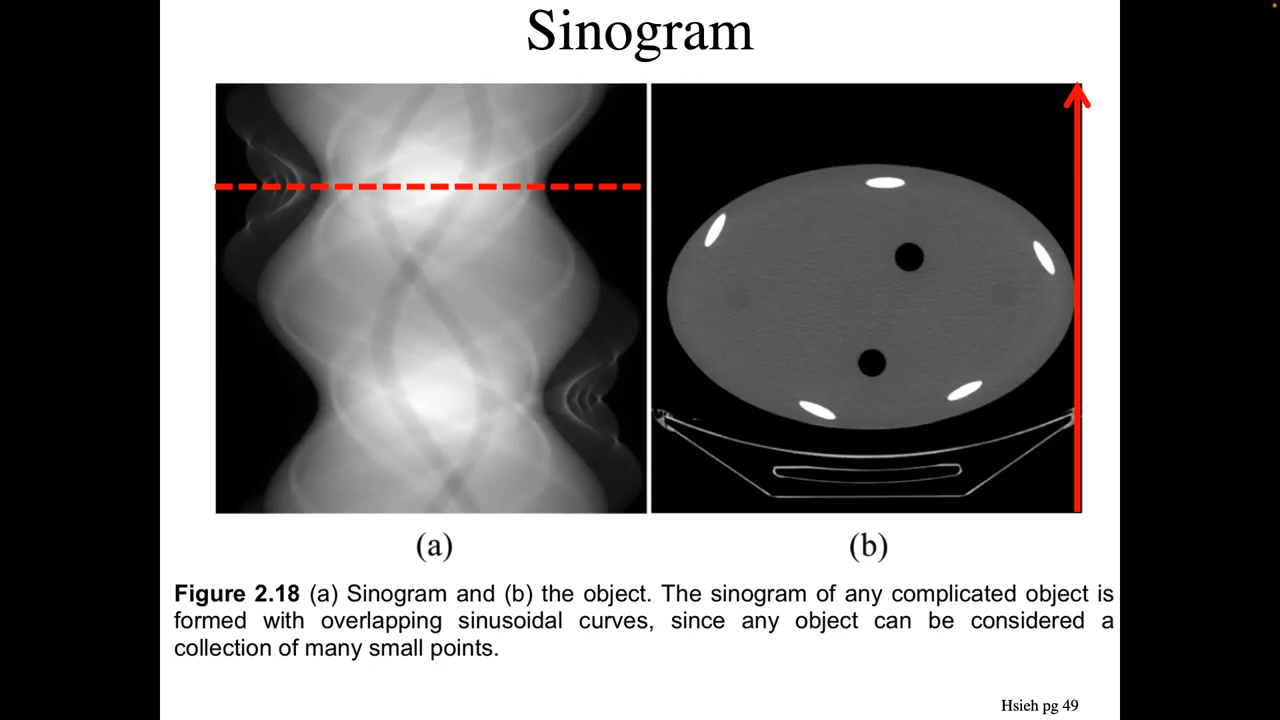 Sinogram
(a)
(b)
Figure 2.18 (a) Sinogram and (b) the object. The sinogram of any complicated object is
formed with overlapping sinusoidal curves, since any object can be considered a
collection of many small points.
Hsieh pg 49